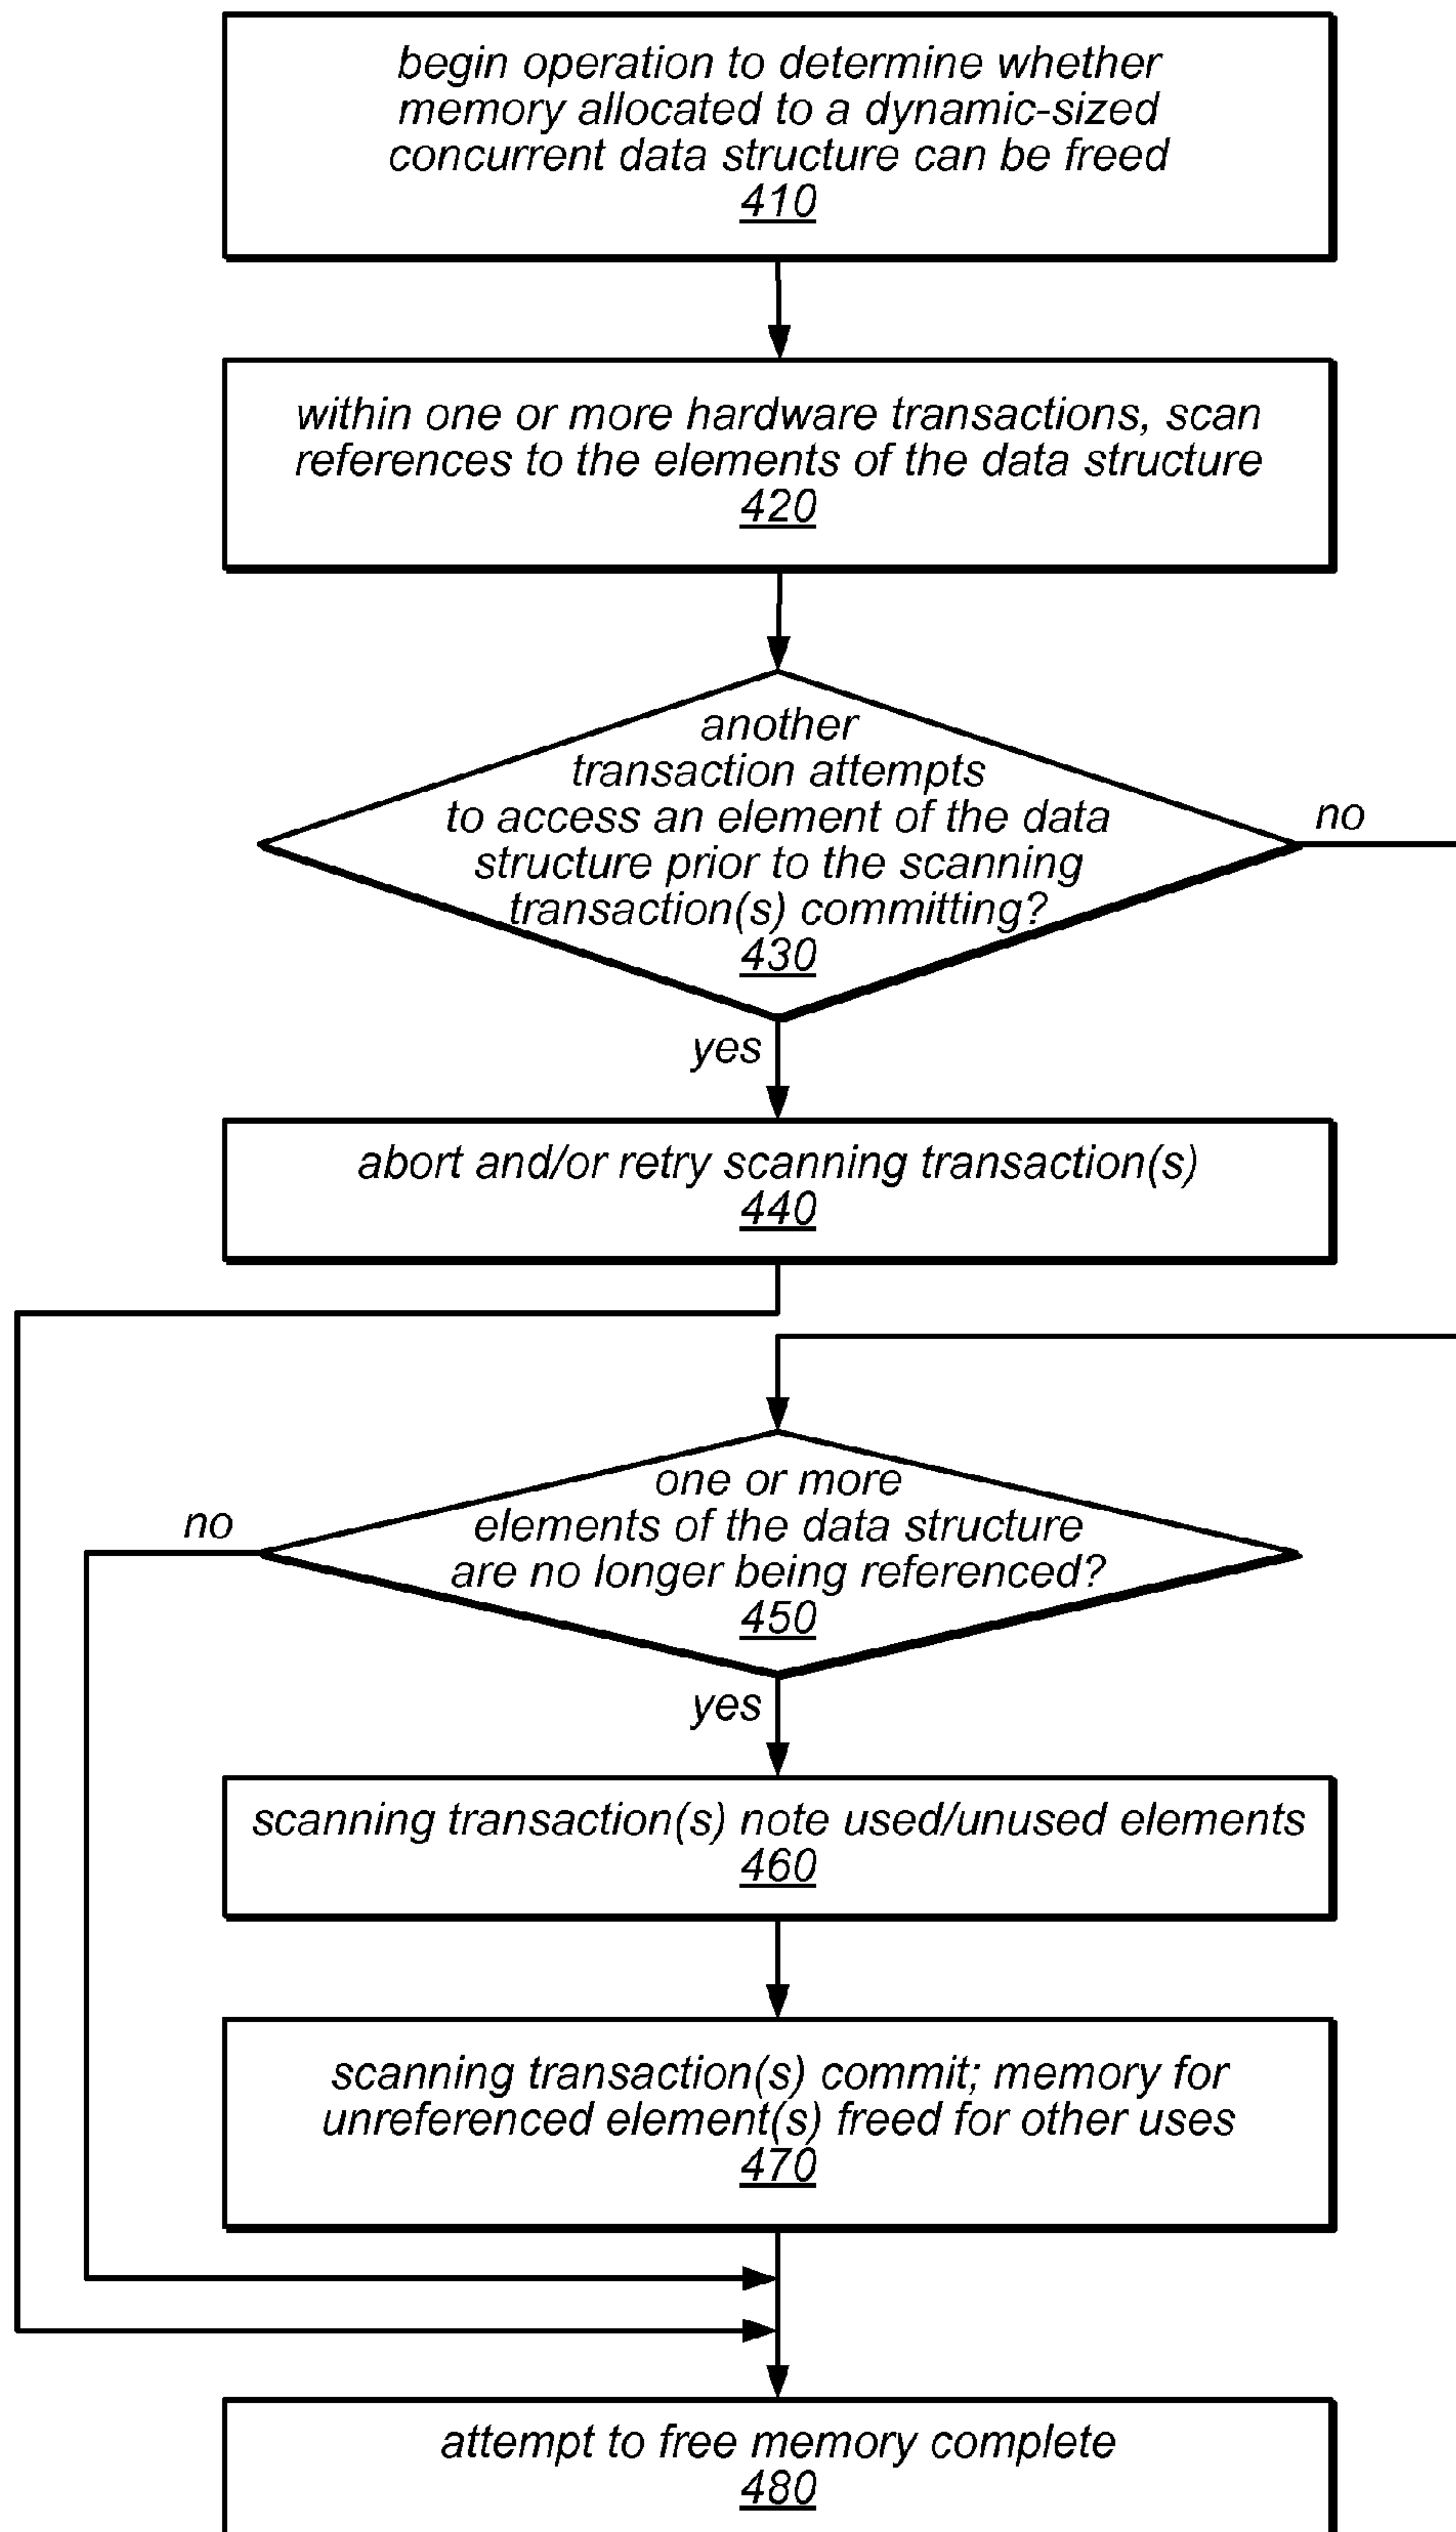 begin operation to determine whether
memory allocated to a dynamic-sized
concurrent data structure can be freed
410
within one or more hardware transactions, scan
references to the elements of the data structure
420
another
transaction attempts
to access an element of the data
structure prior to the scanning
transaction(s) committing?
430
no
yes
abort and/or retry scanning transaction(s)
440
one or more
elements of the data structure
are no longer being referenced?
450
no
yes
scanning transaction(s) note used/unused elements
460
scanning transaction(s) commit; memory for
unreferenced element(s) freed for other uses
470
attempt to free memory complete
480